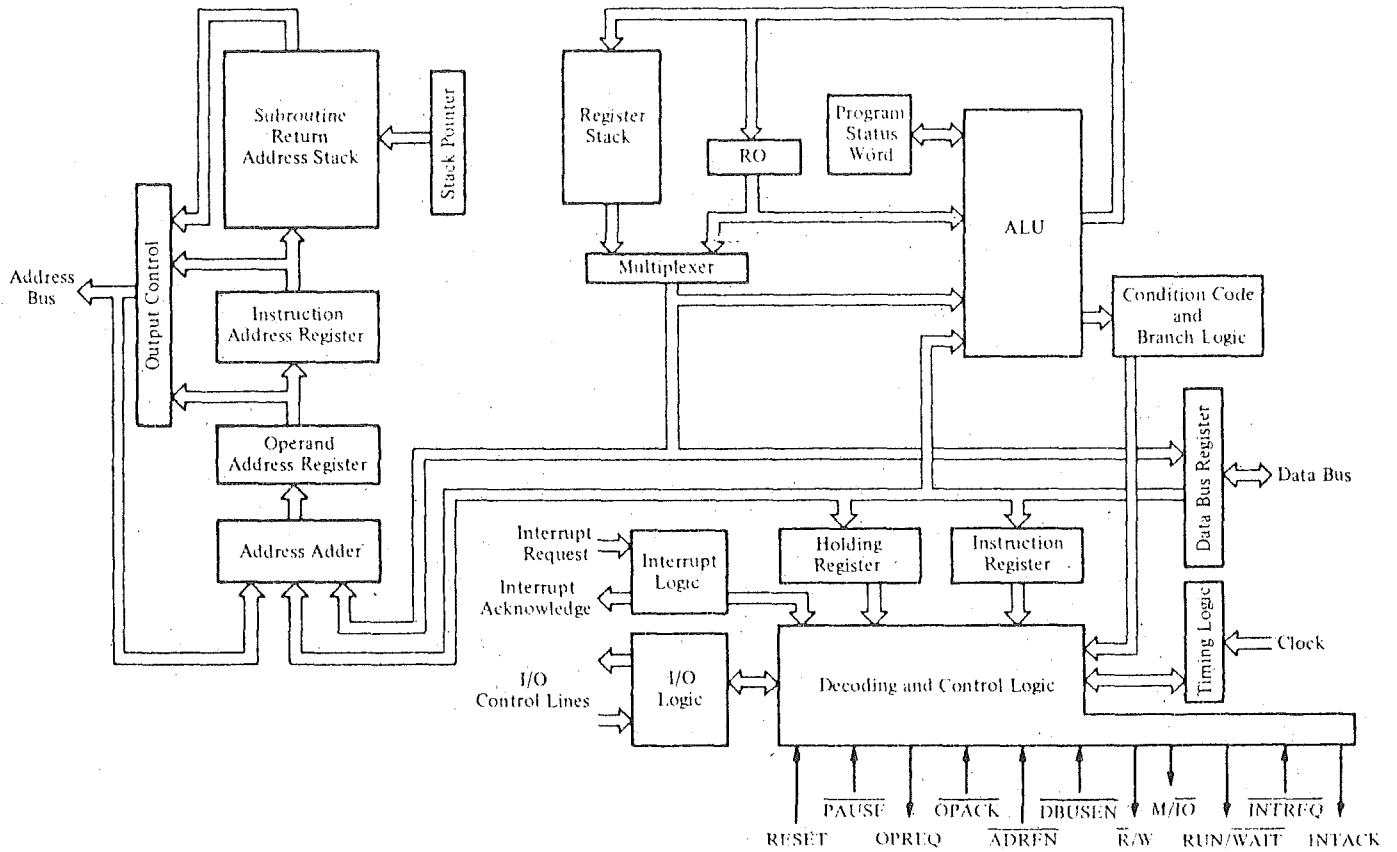 Subroutine
Return
Address Stack
Stack Pointer
Register
Stack
RO
Program
Status
Word
ALU
Multiplexer
Address
Bus
Output Control
Instruction
Address Register
Condition Code
and
Branch Logic
Operand
Address Register
Data Bus Register
Data Bus
Address Adder
Interrupt
Request
Interrupt
Acknowledge
Interrupt
Logic
Holding
Register
Instruction
Register
Timing Logic
Clock
I/O
Control Lines
I/O
Logic
Decoding and Control Logic
PAUSE
OPACK
DBUSEN
M/IO
INTREQ
RESET
OPREQ
ADREN
R/W
RUN/WAIT
INTACK